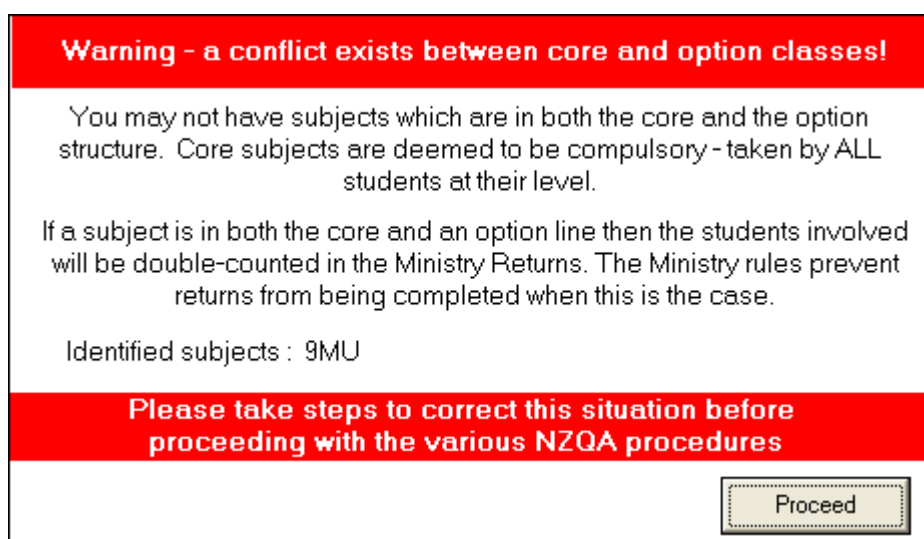 Warning - a conflict exists between core and option classes!
You may not have subjects which are in both the core and the option
structure. Core subjects are deemed to be compulsory - taken by ALL
students at their level.
If a subject is in both the core and an option line then the students involved
will be double-counted in the Ministry Returns. The Ministry rules prevent
returns from being completed when this is the case.
Identified subjects : 9MU
Please take steps to correct this situation before
proceeding with the various NZQA procedures
Proceed